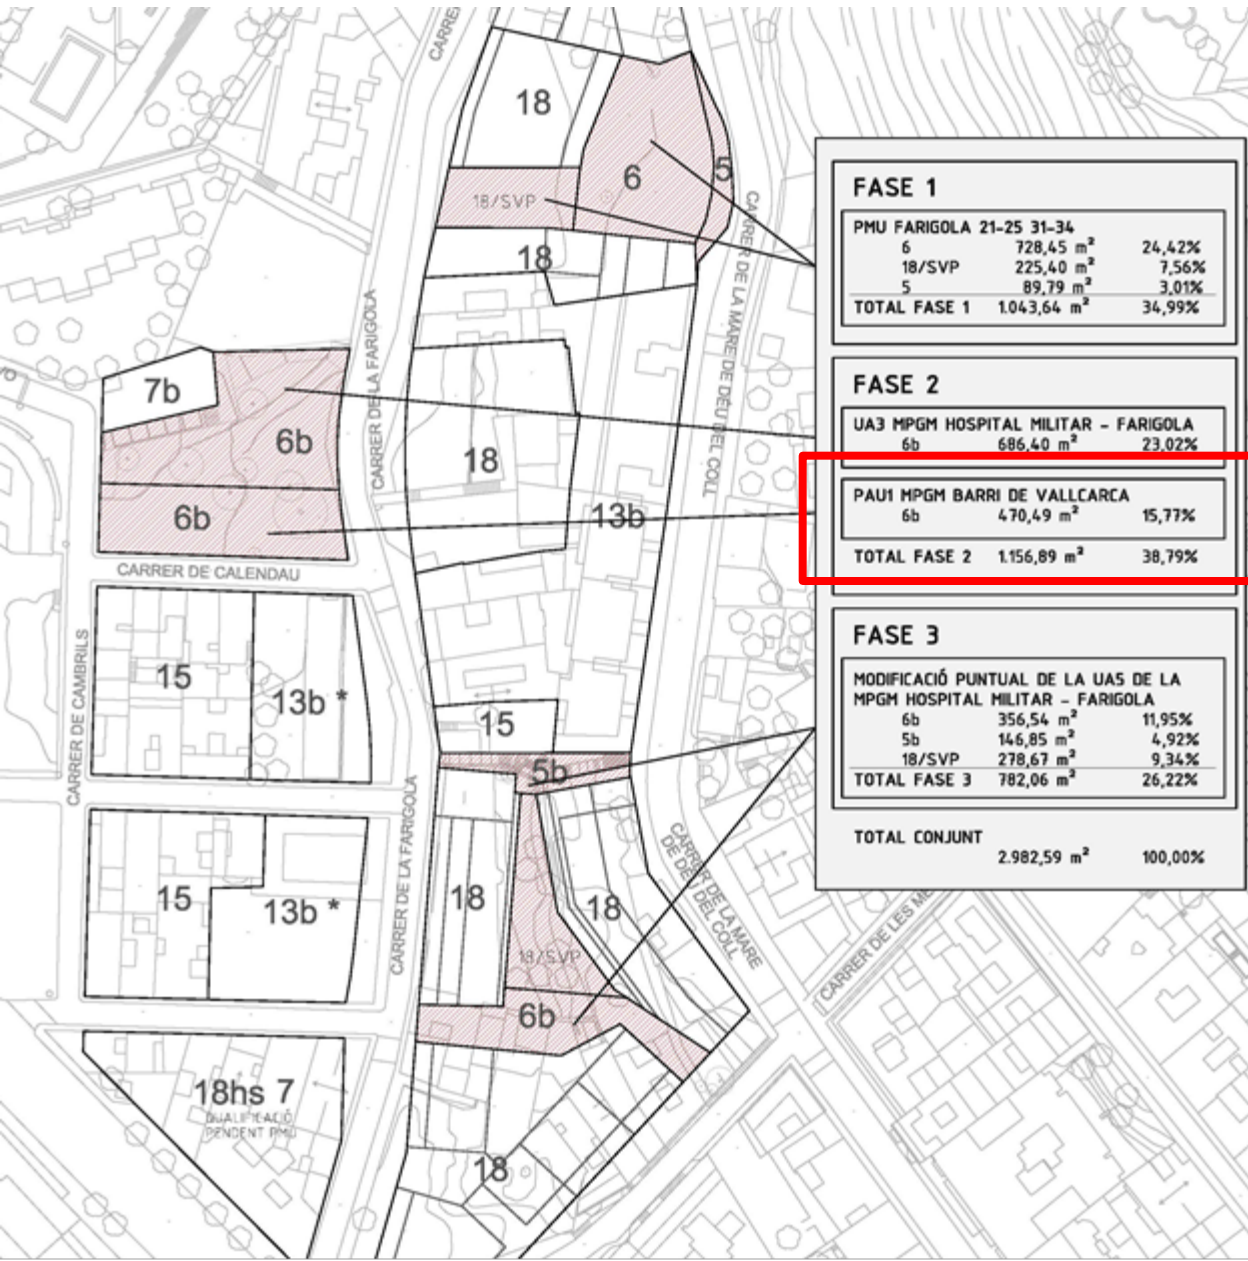 CARRER
CARRE
18
6
5
18/SVP
18
CARRER DE LA MARE DE DÉU DEL COLL
CARRER DE LA FARIGOLA
7b
6b
6b
18
13b
CARRER DE CALENDAU
CARRER DE CAMBRILS
15
13b *
15
5b
CARRER DE LA FARIGOLA
15
13b *
18
18
18/SVP
6b
CARRER DE LA MARE
DE DÉU DEL COLL
CARRER DE LES ME
18hs 7
QUALIFICACIÓ
PENDENT PMU
18
FASE 1
PMU FARIGOLA 21-25 31-34
6 728,45 m² 24,42%
18/SVP 225,40 m² 7,56%
5 89,79 m² 3,01%
TOTAL FASE 1 1.043,64 m² 34,99%
FASE 2
UA3 MPGM HOSPITAL MILITAR - FARIGOLA
6b 686,40 m² 23,02%
PAU1 MPGM BARRI DE VALLCARCA
6b 470,49 m² 15,77%
TOTAL FASE 2 1.156,89 m² 38,79%
FASE 3
MODIFICACIÓ PUNTUAL DE LA UA5 DE LA
MPGM HOSPITAL MILITAR - FARIGOLA
6b 356,54 m² 11,95%
5b 146,85 m² 4,92%
18/SVP 278,67 m² 9,34%
TOTAL FASE 3 782,06 m² 26,22%
TOTAL CONJUNT
2.982,59 m² 100,00%